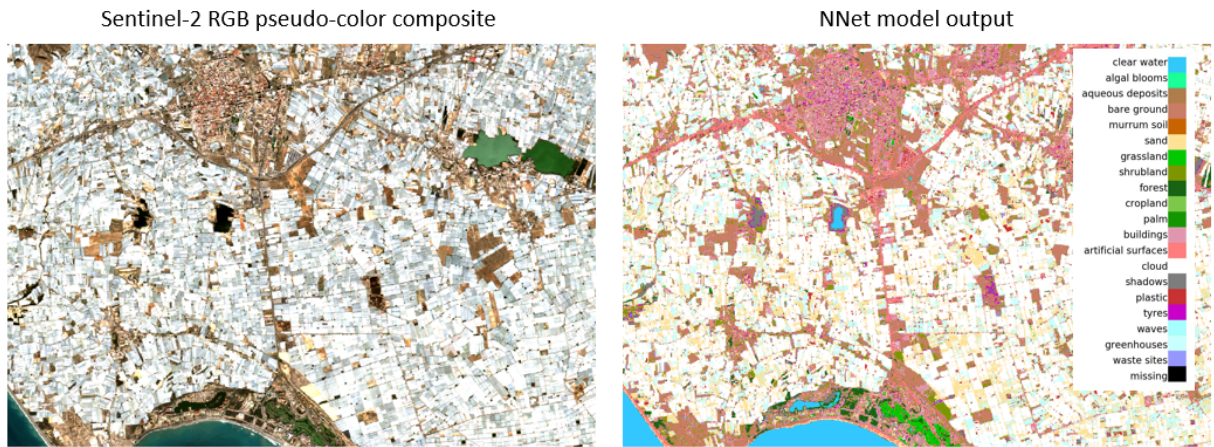 Sentinel-2 RGB pseudo-color composite
NNet model output
clear water
algal blooms
aqueous deposits
bare ground
murrum soil
sand
grassland
shrubland
forest
cropland
palm
buildings
artificial surfaces
cloud
shadows
plastic
tyres
waves
greenhouses
waste sites
missing